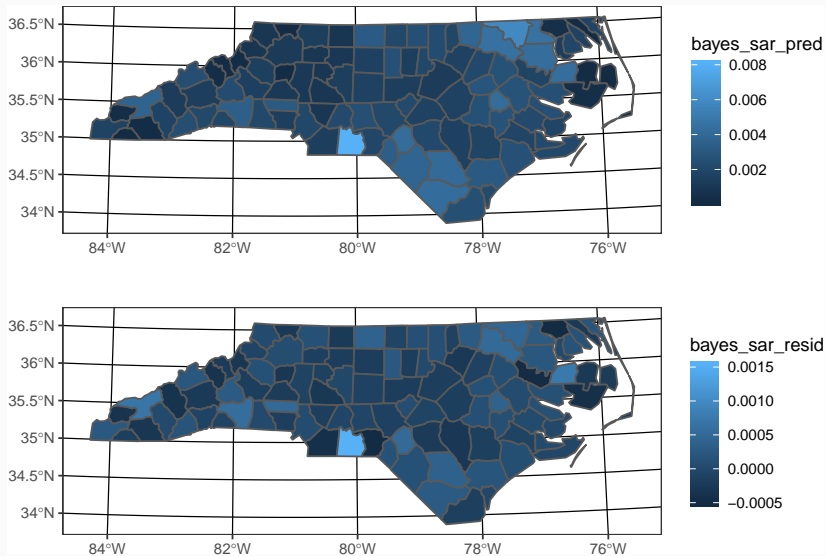 36.5°N
36°N
35.5°N
35°N
34.5°N
34°N
84°W
82°W
80°W
78°W
76°W
bayes_sar_pred
0.008
0.006
0.004
0.002
36.5°N
36°N
35.5°N
35°N
34.5°N
34°N
84°W
82°W
80°W
78°W
76°W
bayes_sar_resid
0.0015
0.0010
0.0005
0.0000
−0.0005